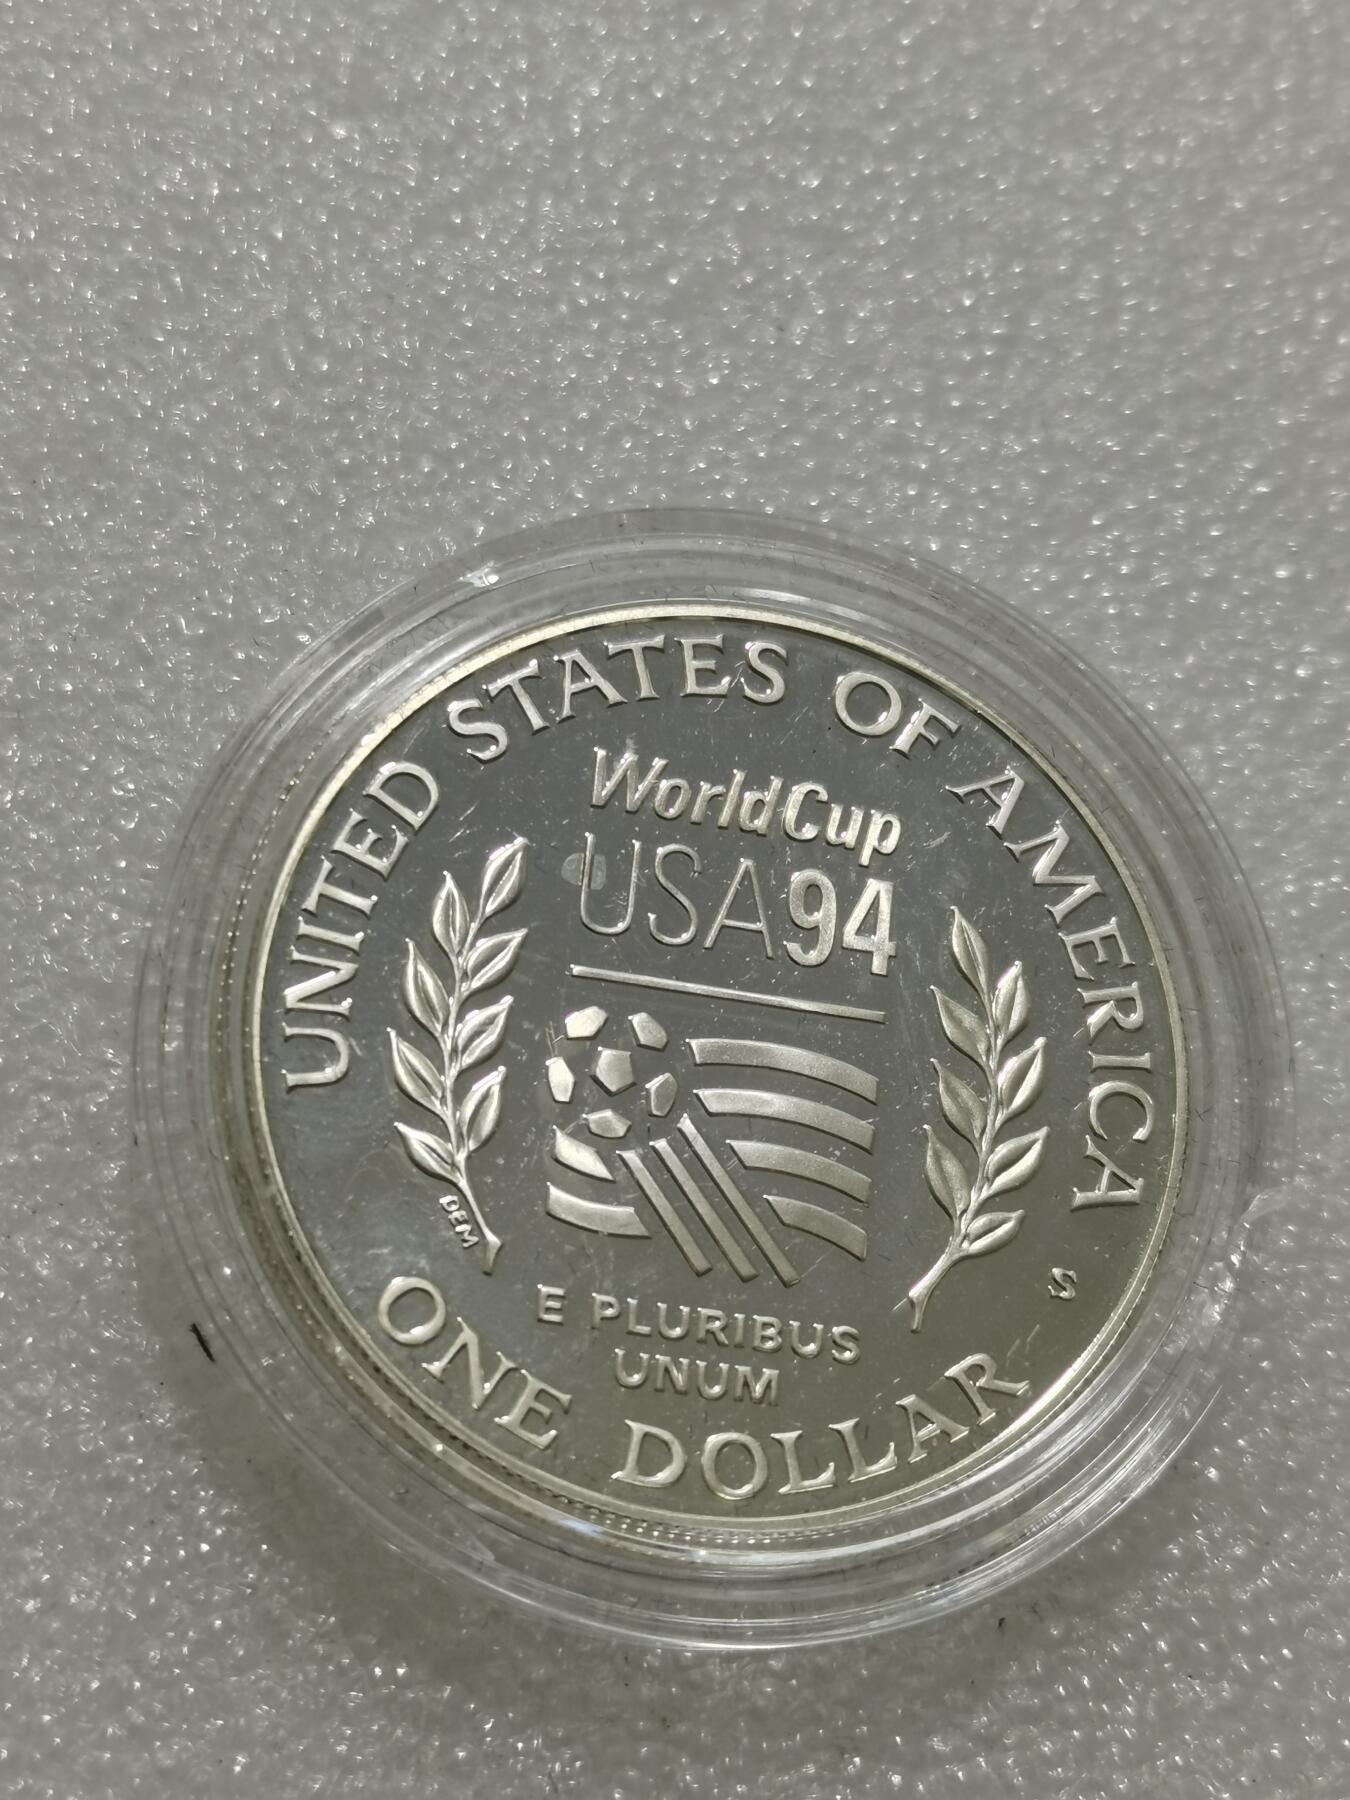 UNITED STATES OF AMERICA
WorldCup
USA94
DEM
S
E PLURIBUS
UNUM
ONE DOLLAR